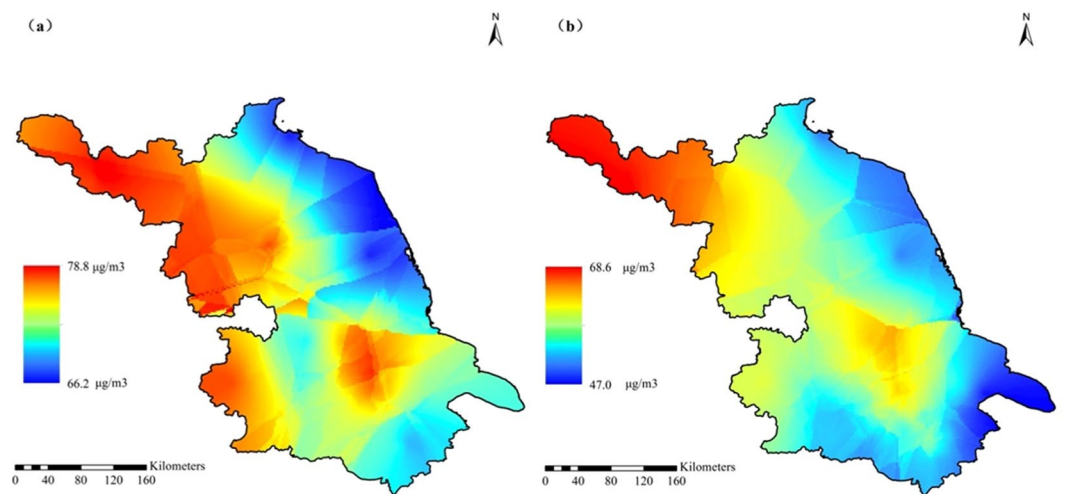 (a)
N
78.8 μg/m3
66.2 μg/m3
Kilometers
0 40 80 120 160
(b)
N
68.6 μg/m3
47.0 μg/m3
Kilometers
0 40 80 120 160